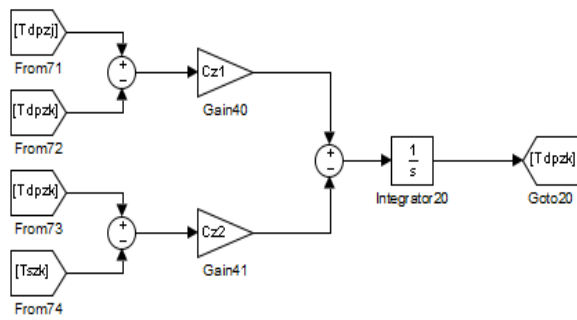 [Tdpzj]
From71
+
−
Cz1
Gain40
[Tdpzk]
From72
+
−
1
s
Integrator20
[Tdpzk]
Goto20
[Tdpzk]
From73
+
−
Cz2
Gain41
[Tszk]
From74